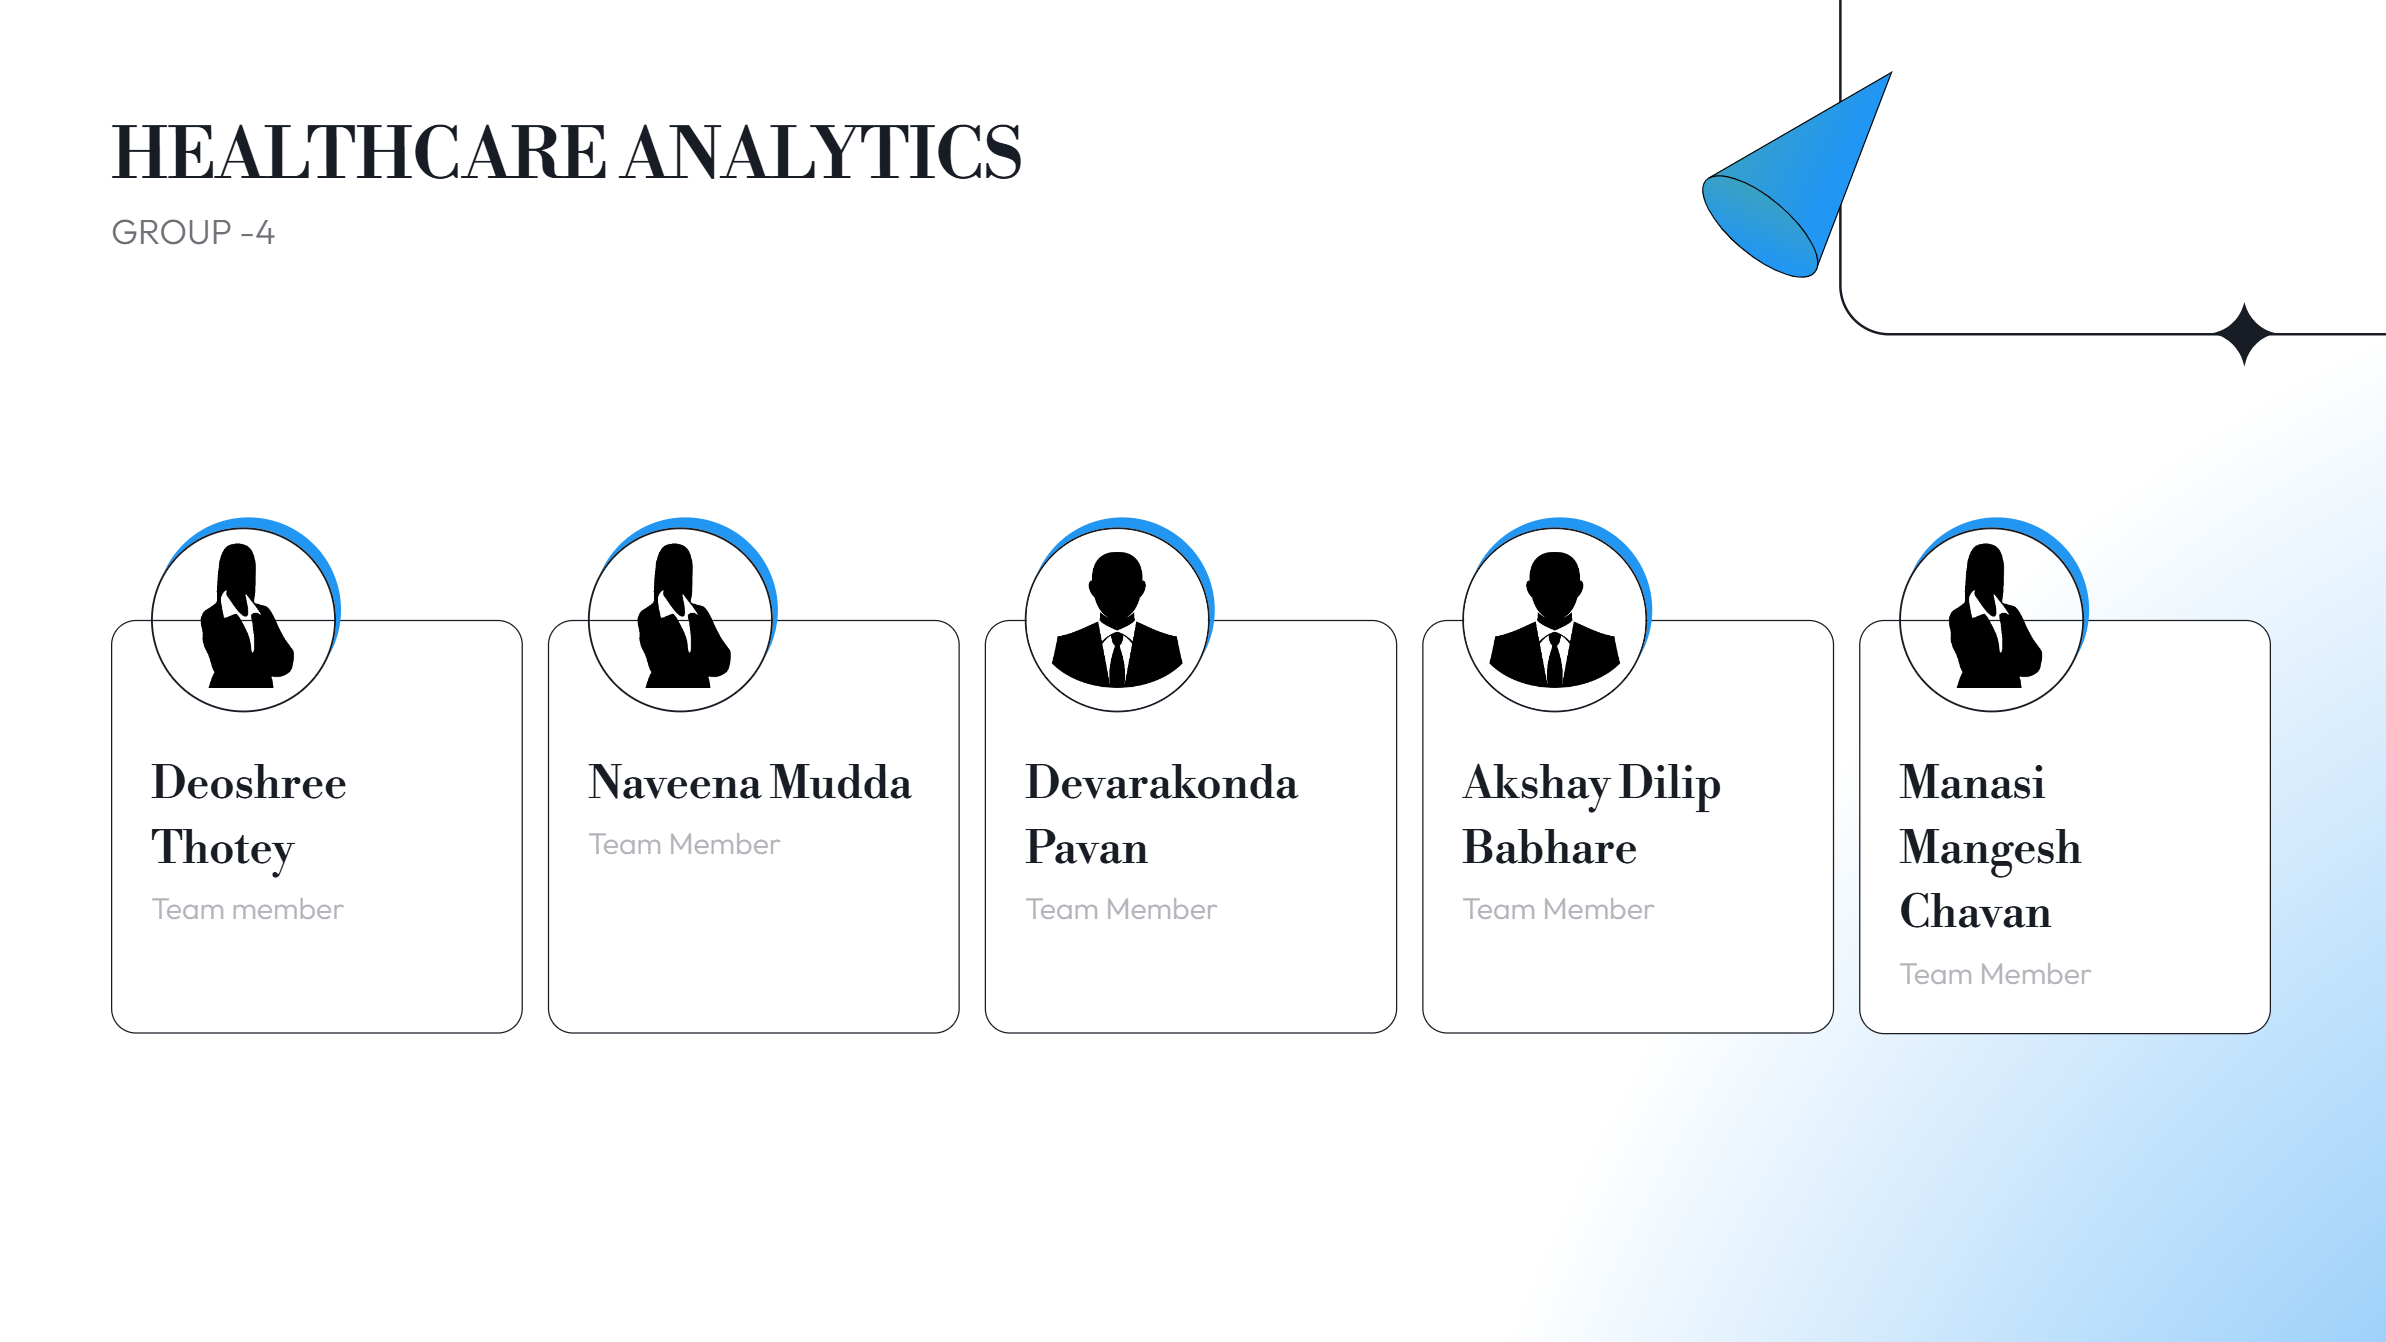 HEALTHCARE ANALYTICS
GROUP -4
Deoshree
Thotey
Team member
Naveena Mudda
Team Member
Devarakonda
Pavan
Team Member
Akshay Dilip
Babhare
Team Member
Manasi
Mangesh
Chavan
Team Member